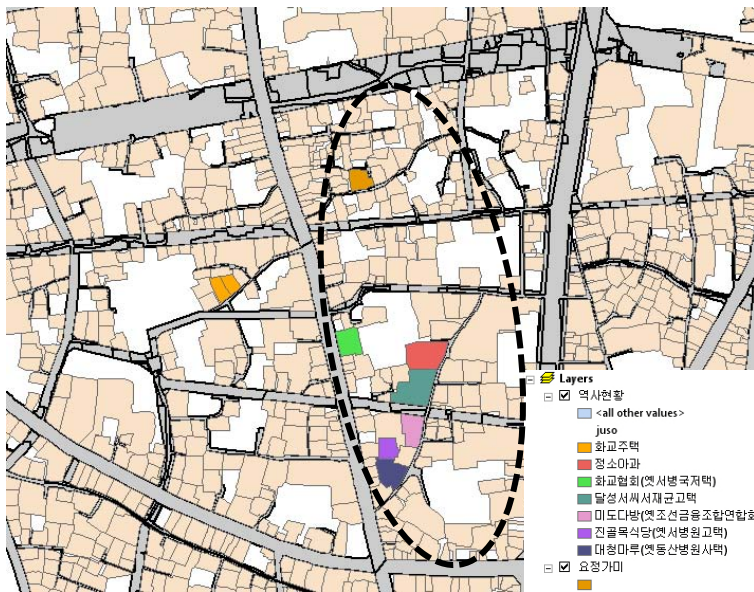 Layers
역사현황
<all other values>
juso
화교주택
정소아과
화교협회(옛서병국저택)
달성서씨서재균고택
미도다방(옛조선금융조합연합회
진골목식당(옛서병원고택)
대청마루(옛동산병원사택)
요정가미